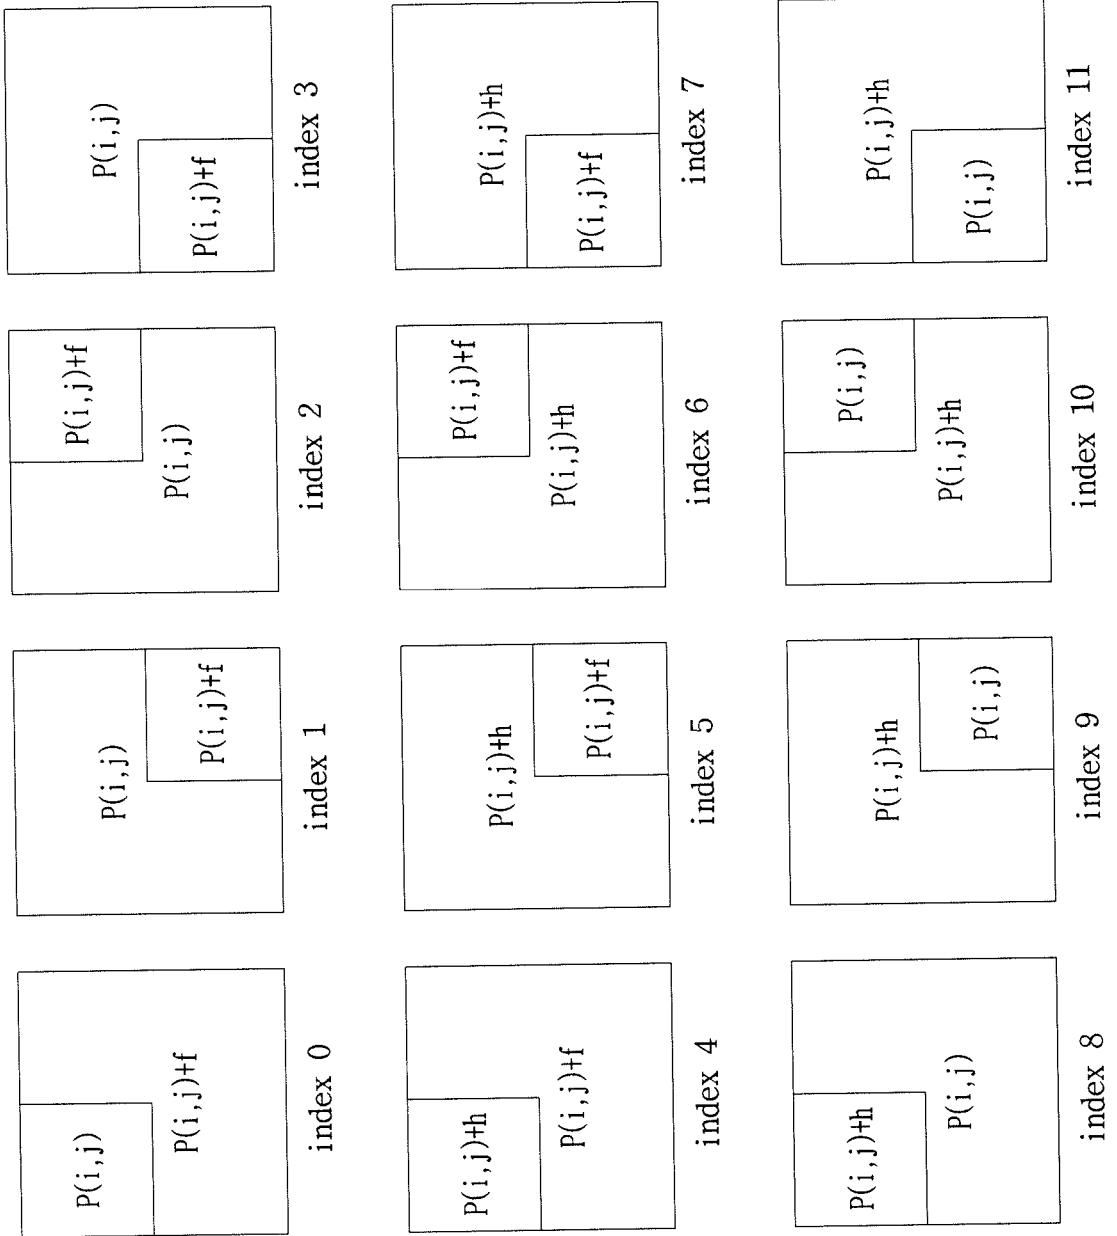 P(i,j)
P(i,j)+f
index 0
P(i,j)
P(i,j)+f
index 1
P(i,j)+f
P(i,j)
index 2
P(i,j)
P(i,j)+f
index 3
P(i,j)+h
P(i,j)+f
index 4
P(i,j)+h
P(i,j)+f
index 5
P(i,j)+f
P(i,j)+h
index 6
P(i,j)+h
P(i,j)+f
index 7
P(i,j)+h
P(i,j)
index 8
P(i,j)+h
P(i,j)
index 9
P(i,j)
P(i,j)+h
index 10
P(i,j)+h
P(i,j)
index 11